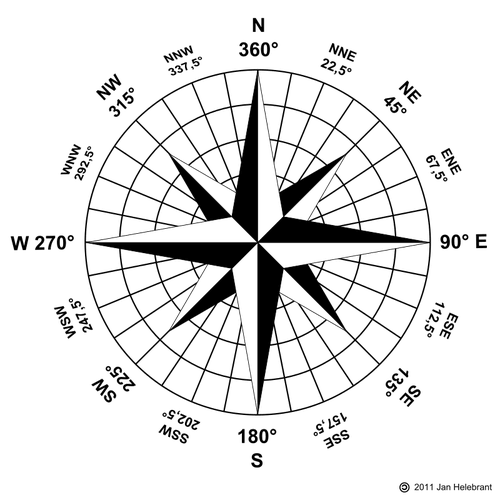 N
360°
NNE
22,5°
NE
45°
ENE
67,5°
90° E
ESE
112,5°
SE
135°
SSE
157,5°
180°
S
SSW
202,5°
SW
225°
WSW
247,5°
W 270°
WNW
292,5°
NW
315°
NNW
337,5°
2011 Jan Helebrant